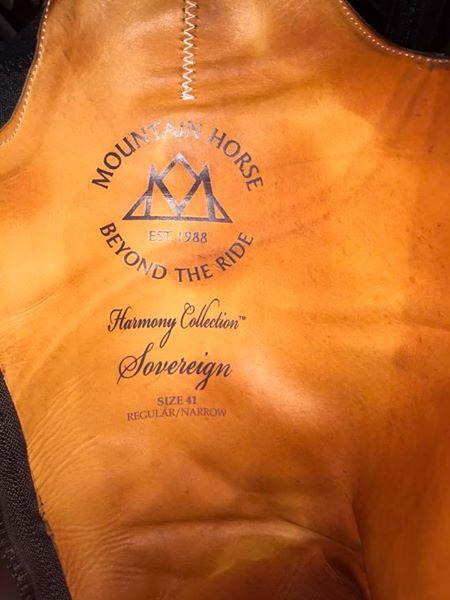 MOUNTAIN HORSE
EST. 1988
BEYOND THE RIDE
Harmony Collection™
Sovereign
SIZE 41
REGULAR/NARROW